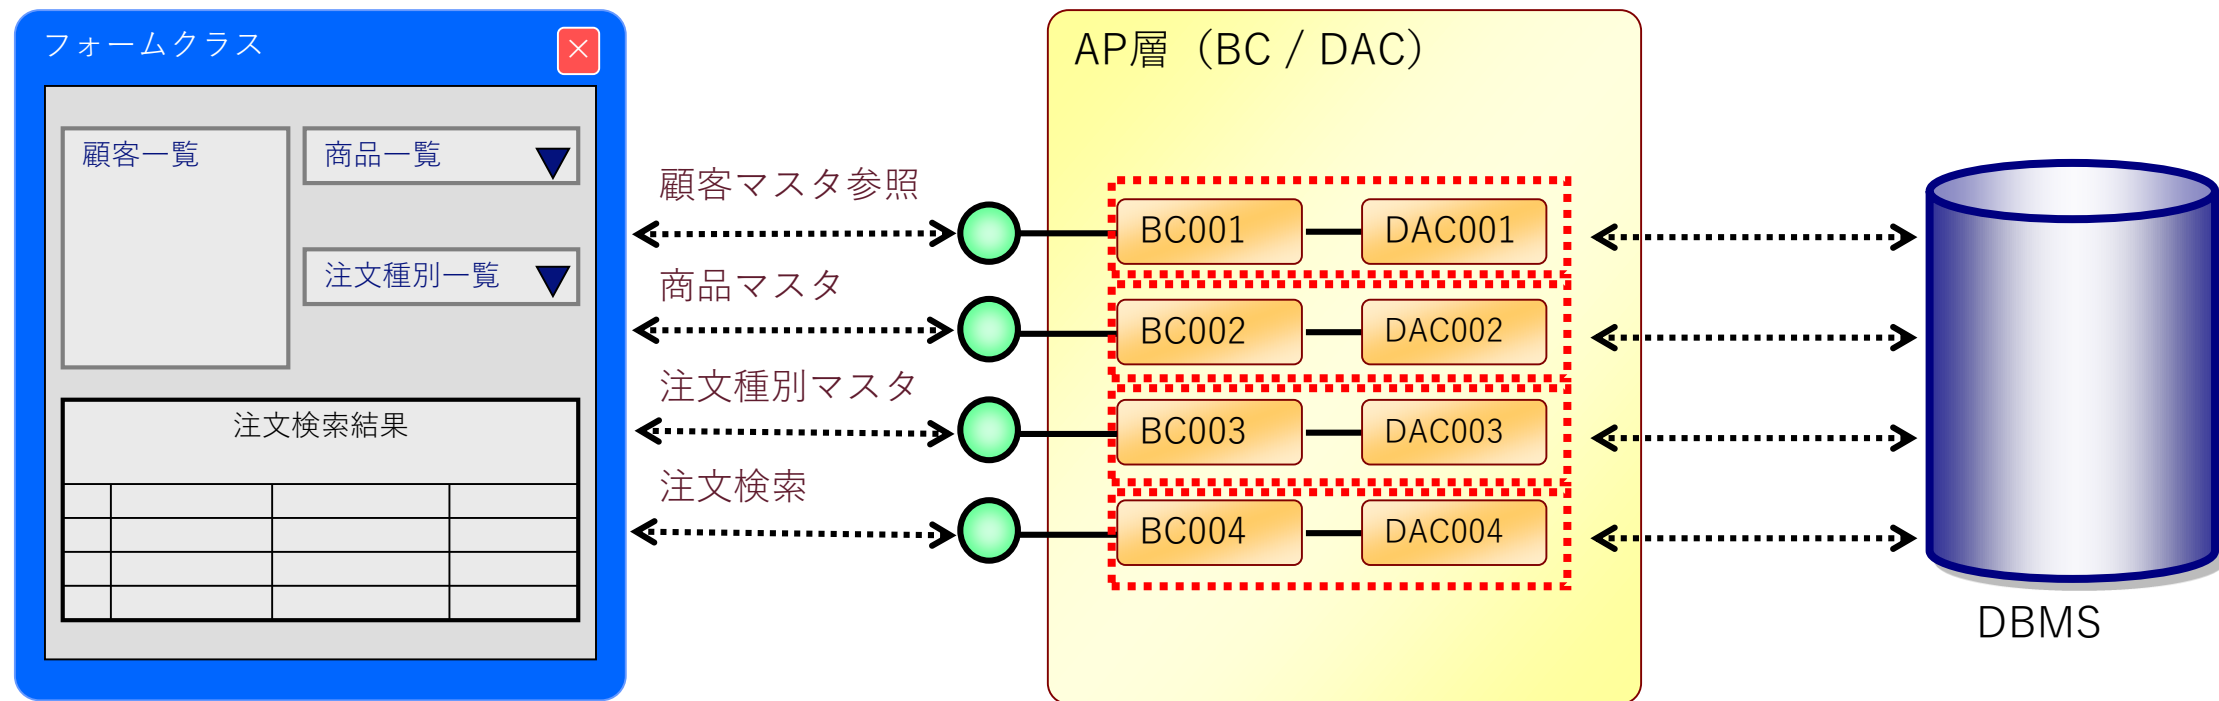 フォームクラス
顧客一覧
商品一覧
注文種別一覧
注文検索結果
顧客マスタ参照
商品マスタ
注文種別マスタ
注文検索
AP層（BC / DAC）
BC001
DAC001
BC002
DAC002
BC003
DAC003
BC004
DAC004
DBMS